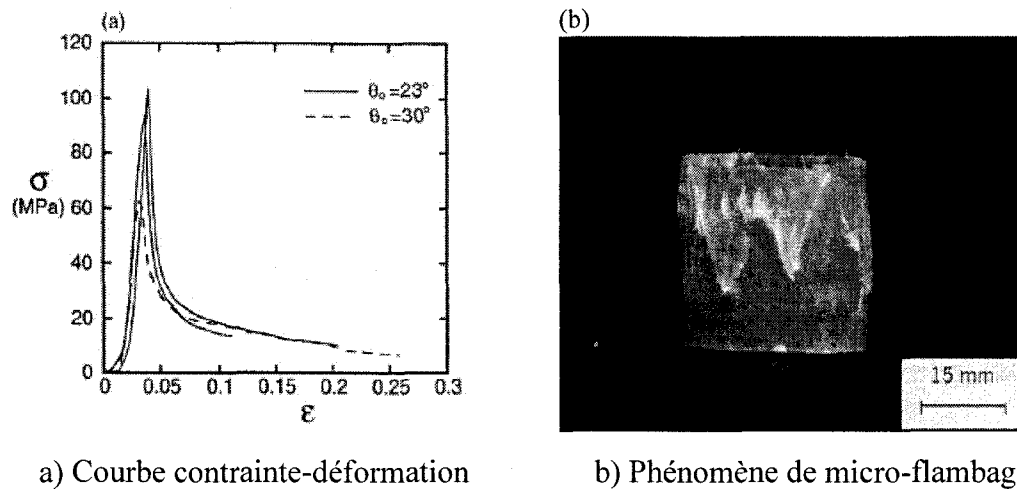 (a)
120
100
80
σ
(MPa) 60
40
20
0
0 0.05 0.1 0.15 0.2 0.25 0.3
ε
θ₀=23°
θ₀=30°
(b)
15 mm
a) Courbe contrainte-déformation
b) Phénomène de micro-flambag